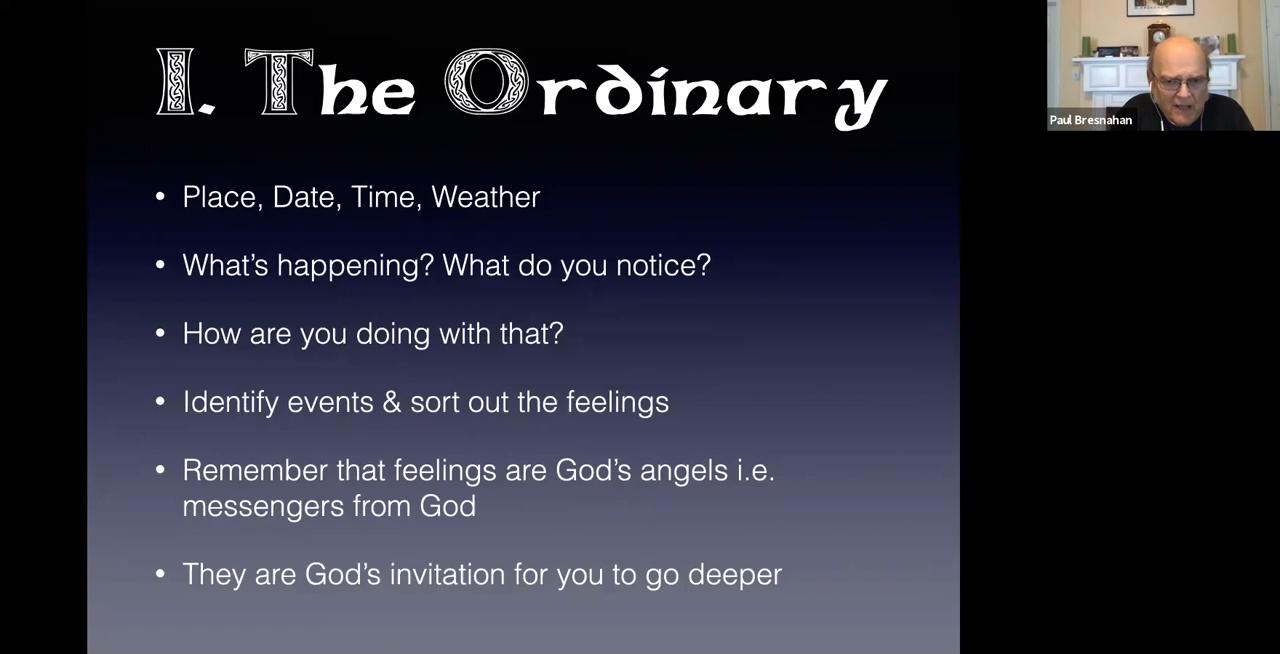 I. The Ordinary
• Place, Date, Time, Weather
• What’s happening? What do you notice?
• How are you doing with that?
• Identify events & sort out the feelings
• Remember that feelings are God’s angels i.e.
messengers from God
• They are God’s invitation for you to go deeper
Paul Bresnahan